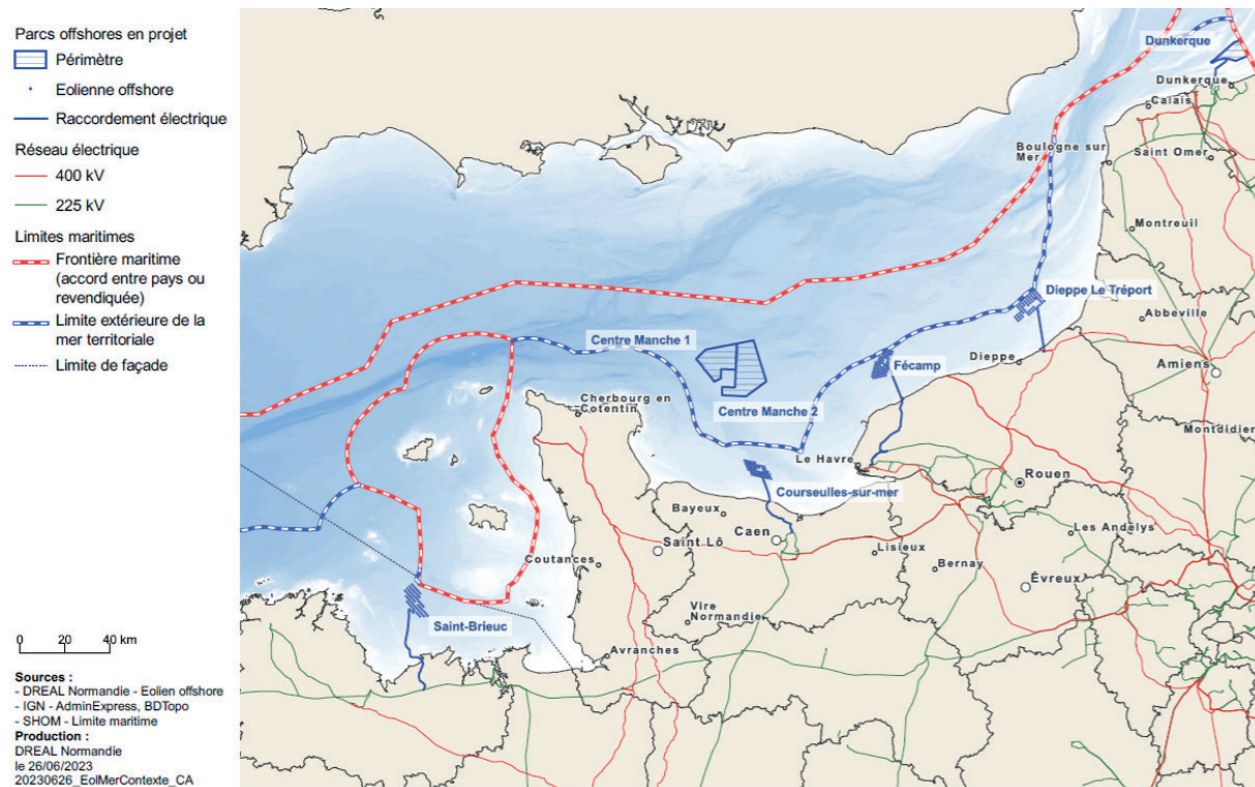 Parcs offshores en projet
Périmètre
Eolienne offshore
Raccordement électrique
Réseau électrique
400 kV
225 kV
Limites maritimes
Frontière maritime
(accord entre pays ou
revendiquée)
Limite extérieure de la
mer territoriale
Limite de façade
0 20 40 km
Sources :
- DREAL Normandie - Eolien offshore
- IGN - AdminExpress, BDTopo
- SHOM - Limite maritime
Production :
DREAL Normandie
le 26/06/2023
20230626_EolMerContexte_CA
Dunkerque
Dunkerque
Calais
Boulogne sur
Mer
Saint Omer
Montreuil
Dieppe Le Tréport
Abbeville
Dieppe
Amiens
Centre Manche 1
Fécamp
Centre Manche 2
Cherbourg en
Cotentin
Montdidier
Le Havre
Rouen
Courseulles-sur-mer
Bayeux
Caen
Saint Lô
Les Andelys
Lisieux
Bernay
Coutances
Évreux
Vire
Normandie
Saint-Brieuc
Avranches